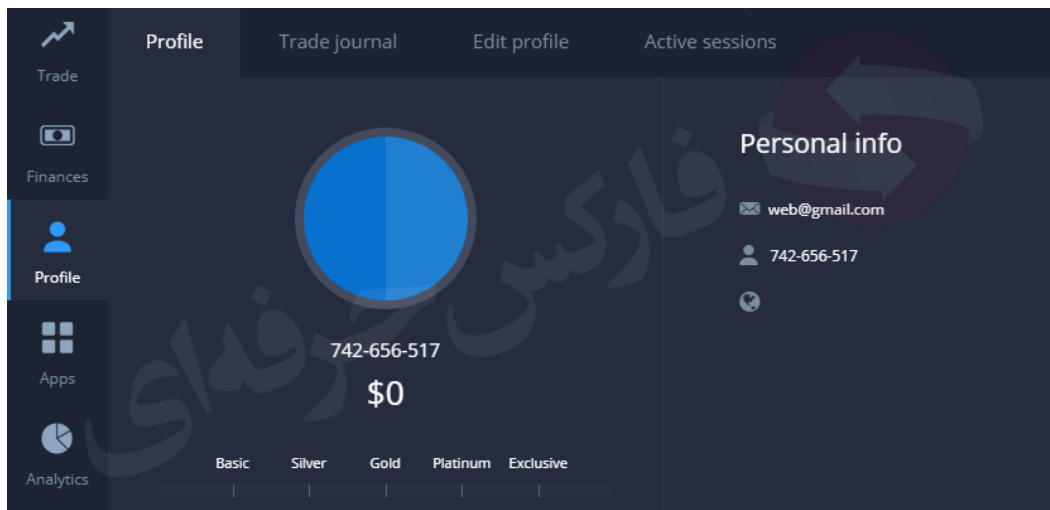 Trade
Finances
Profile
Apps
Analytics
Profile Trade journal Edit profile Active sessions
742-656-517
$0
Basic Silver Gold Platinum Exclusive
Personal info
web@gmail.com
742-656-517
فارکس حرفه‌ای